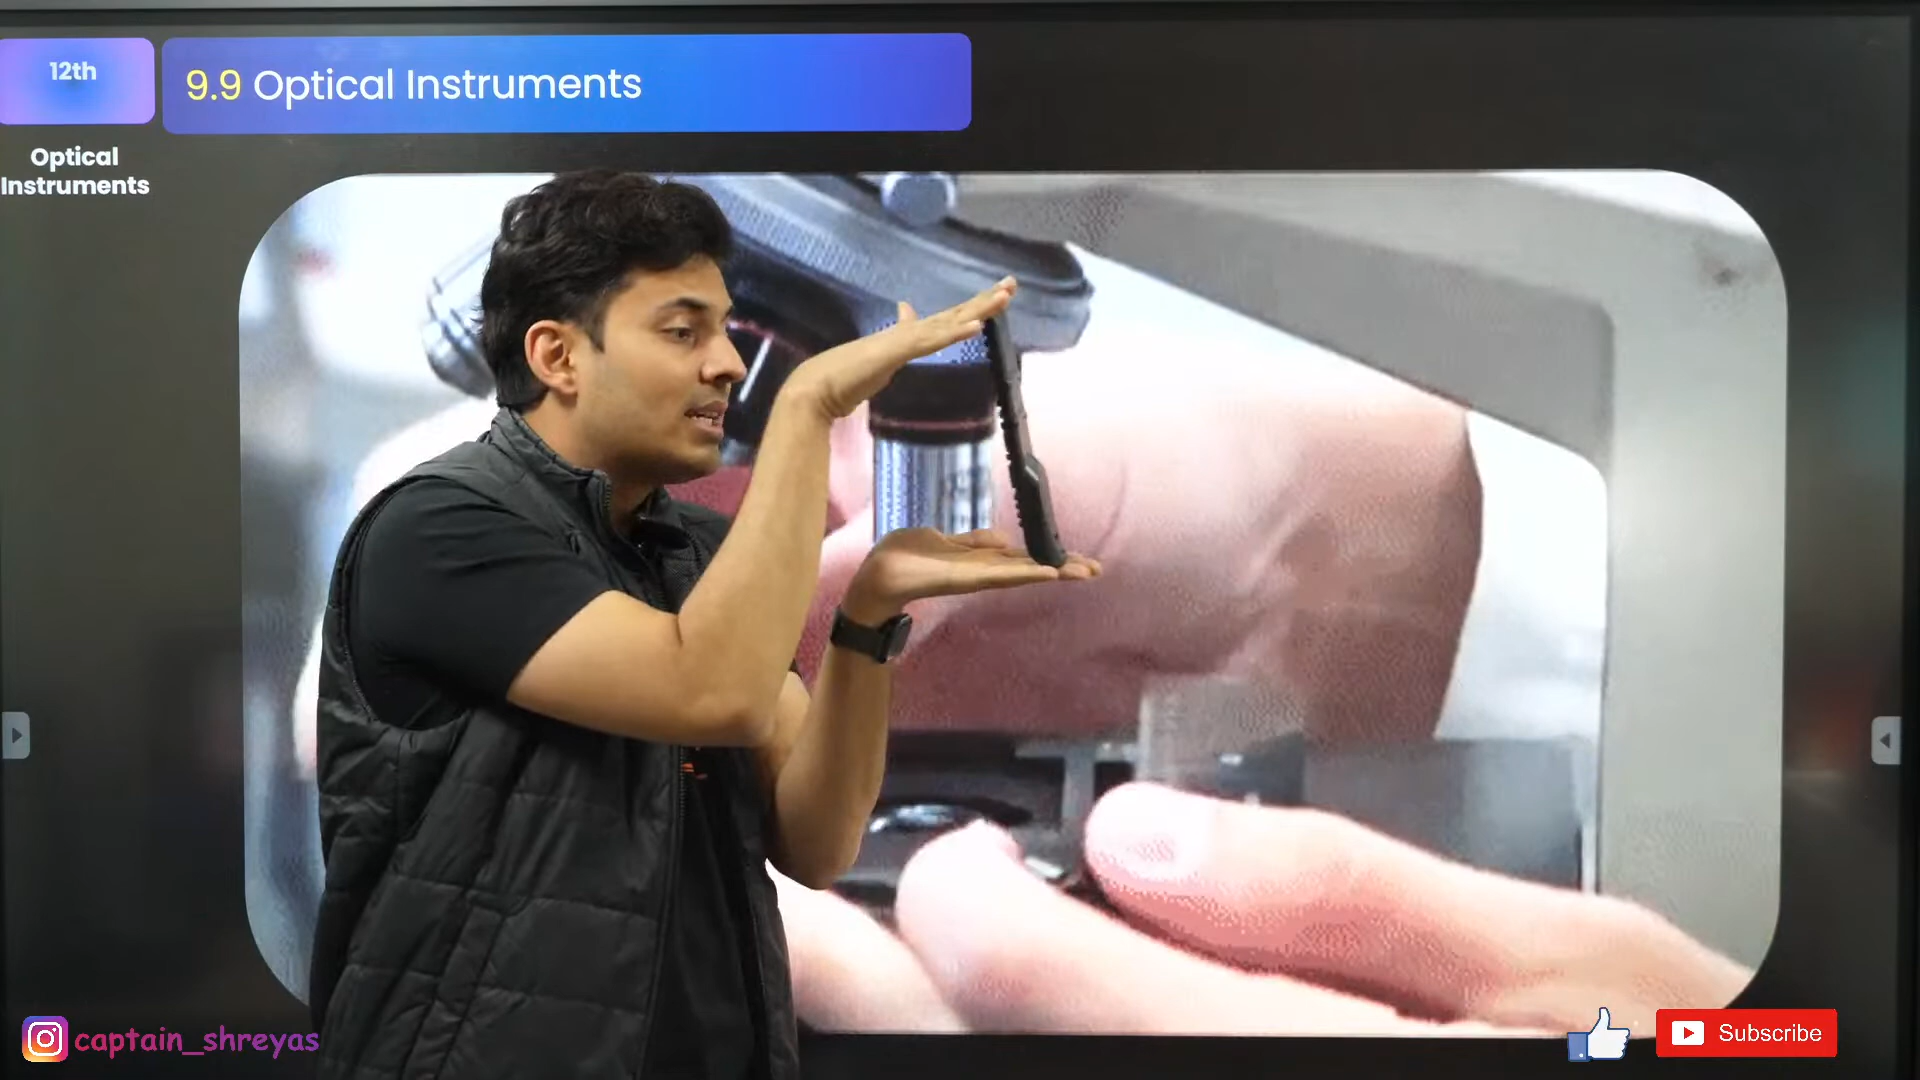 12th
9.9 Optical Instruments
Optical
Instruments
captain_shreyas
Subscribe